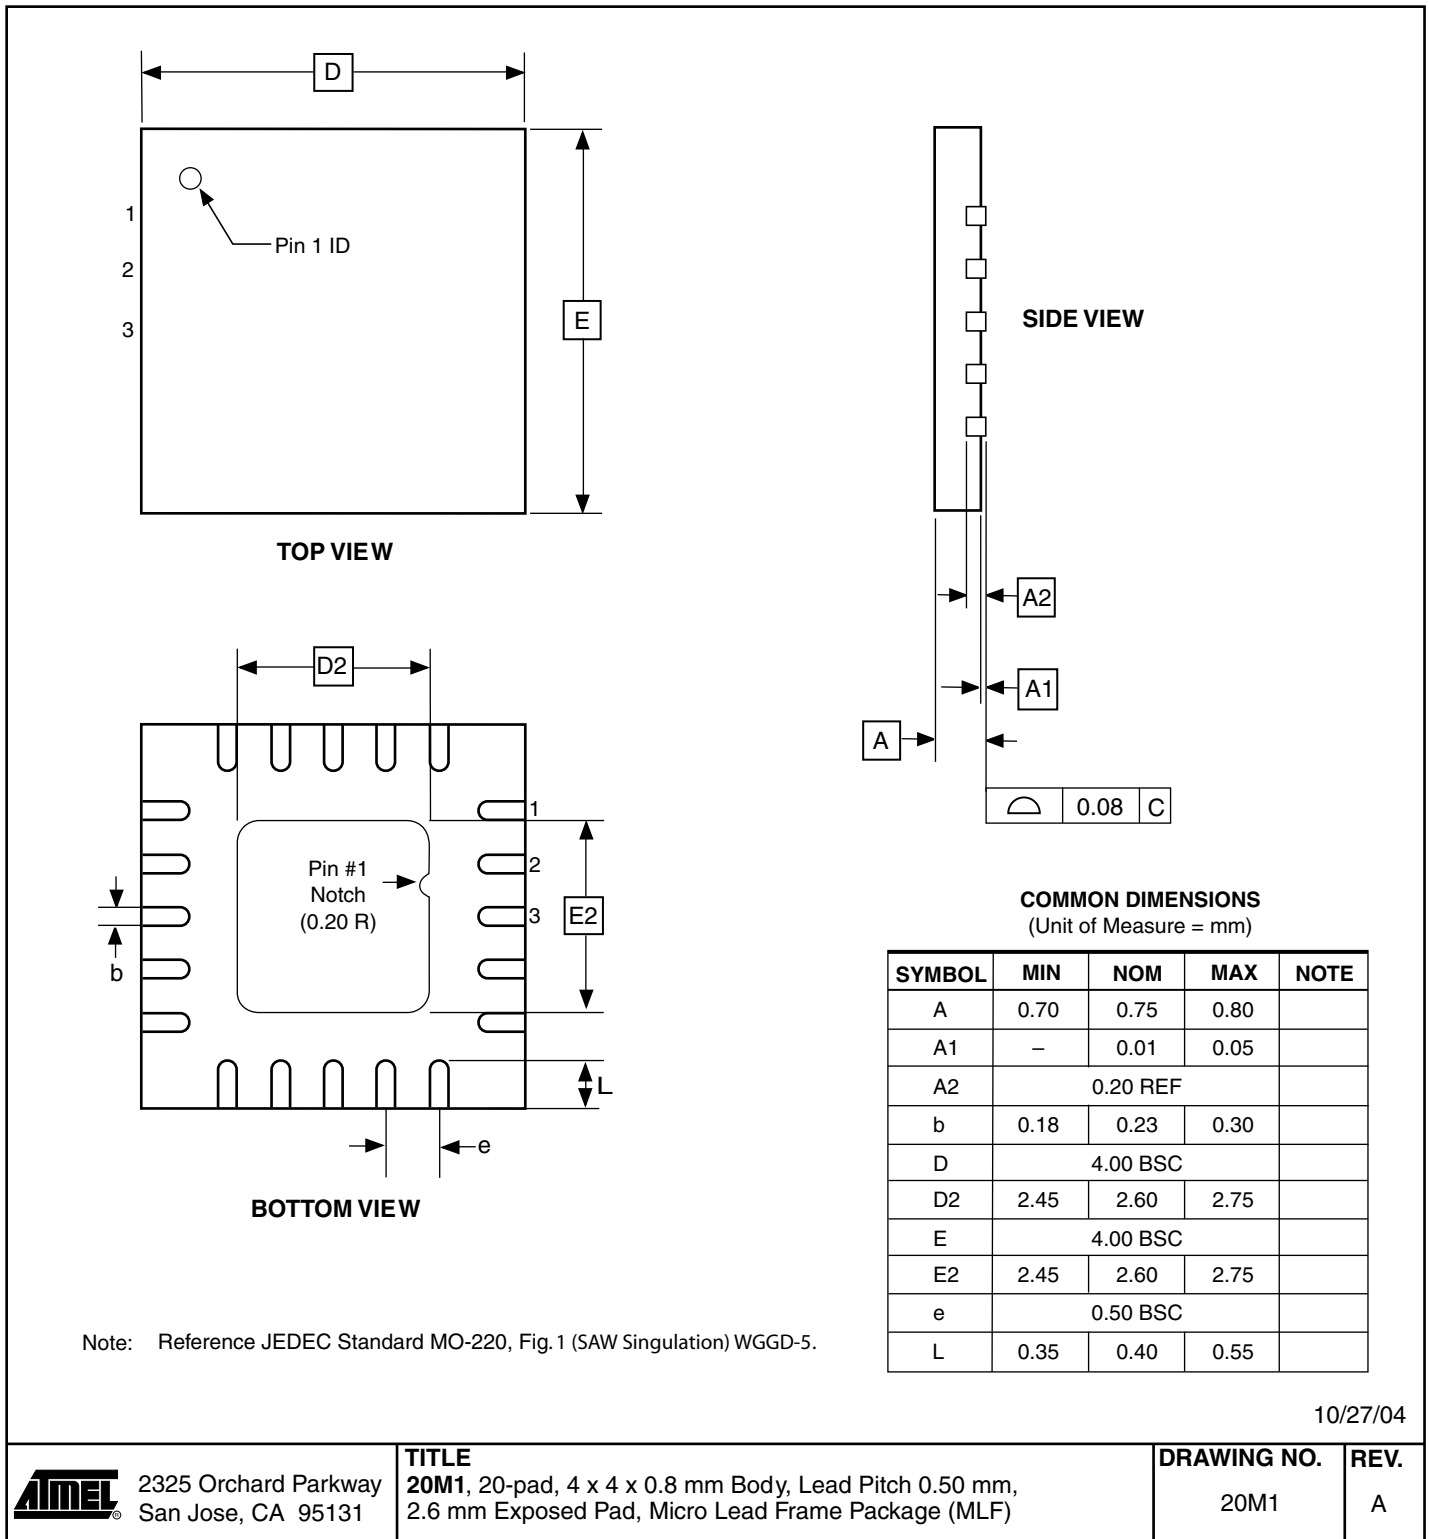 D
1
Pin 1 ID
2
3
E
SIDE VIEW
TOP VIEW
A2
D2
A1
A
0.08 C
1
Pin #1
Notch
(0.20 R)
2
3
E2
b
L
e
BOTTOM VIEW
COMMON DIMENSIONS
(Unit of Measure = mm)
SYMBOL MIN NOM MAX NOTE
A 0.70 0.75 0.80
A1 – 0.01 0.05
A2 0.20 REF
b 0.18 0.23 0.30
D 4.00 BSC
D2 2.45 2.60 2.75
E 4.00 BSC
E2 2.45 2.60 2.75
e 0.50 BSC
L 0.35 0.40 0.55
Note: Reference JEDEC Standard MO-220, Fig. 1 (SAW Singulation) WGGD-5.
10/27/04
ATMEL ®
2325 Orchard Parkway
San Jose, CA 95131
TITLE
20M1, 20-pad, 4 x 4 x 0.8 mm Body, Lead Pitch 0.50 mm,
2.6 mm Exposed Pad, Micro Lead Frame Package (MLF)
DRAWING NO.
20M1
REV.
A